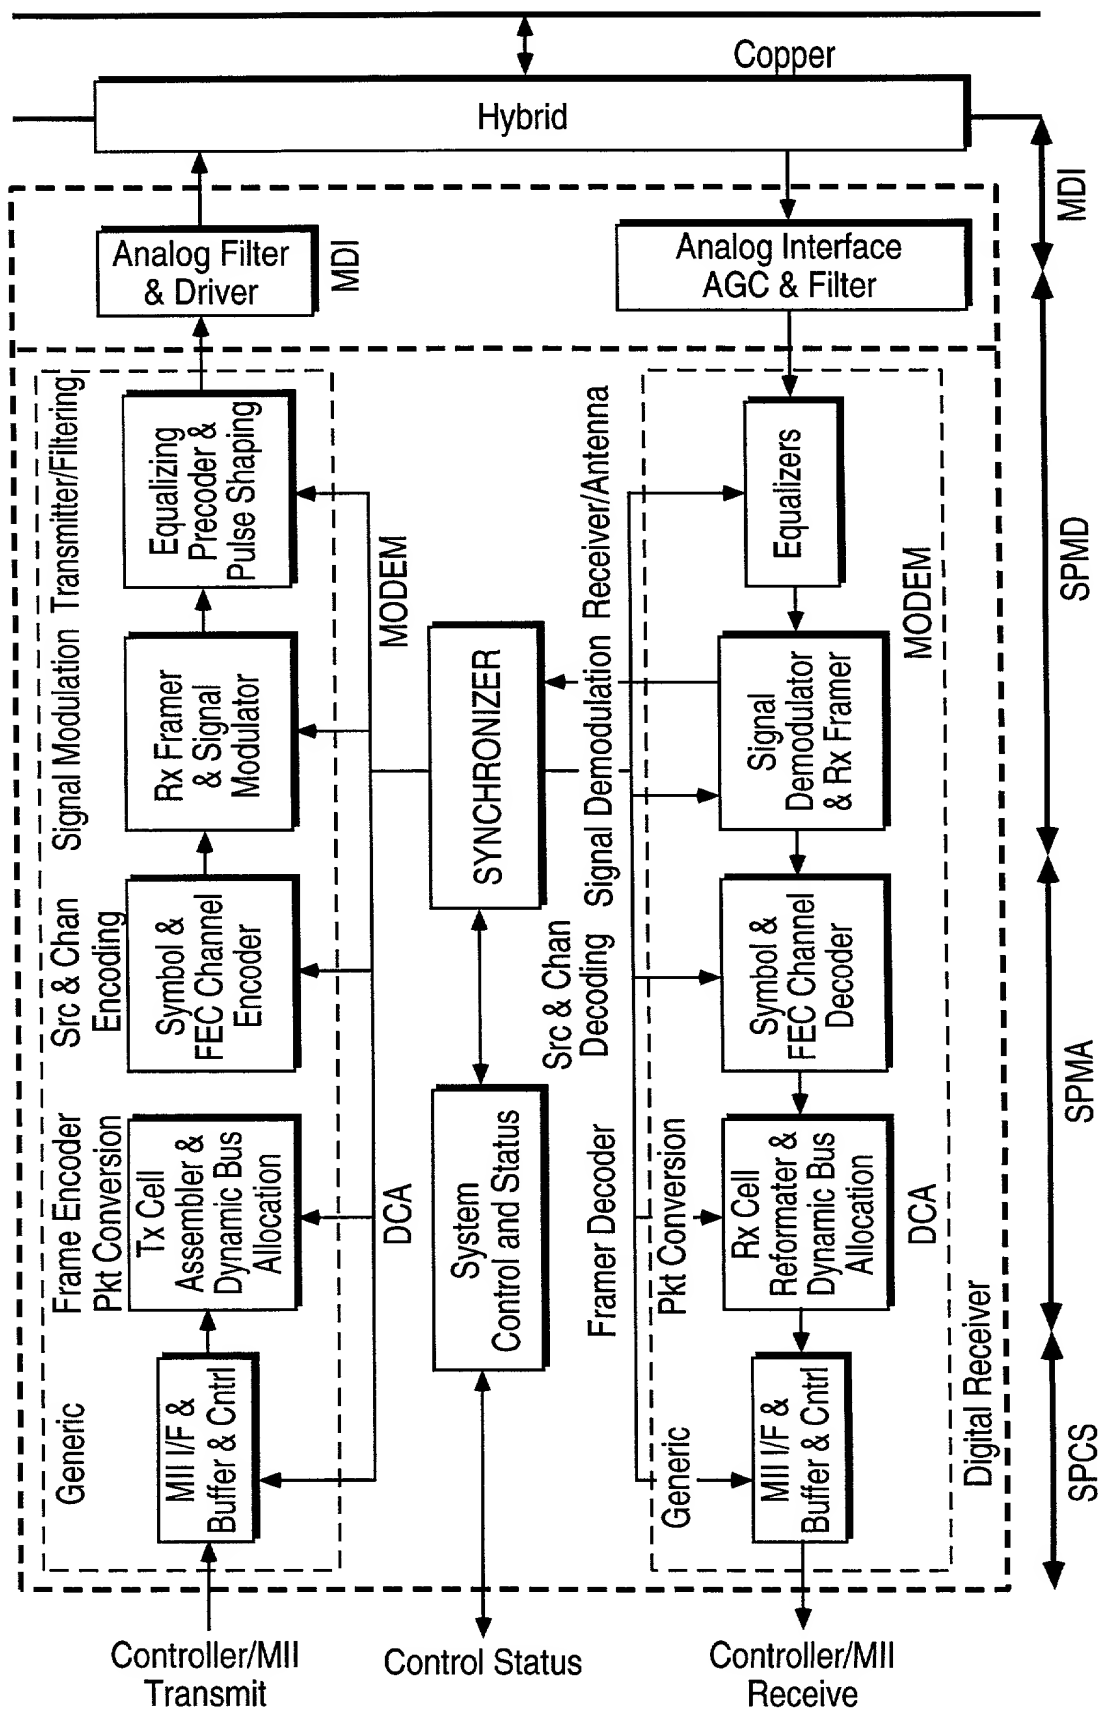 Copper
Hybrid
MDI
Analog Filter
& Driver
MDI
Analog Interface
AGC & Filter
Transmitter/Filtering
Equalizing
Precoder &
Pulse Shaping
MODEM
Receiver/Antenna
Equalizers
MODEM
SPMD
Signal Modulation
Rx Framer
& Signal
Modulator
SYNCHRONIZER
Signal Demodulation
Signal
Demodulator
& Rx Framer
Src & Chan
Encoding
Symbol &
FEC Channel
Encoder
Src & Chan
Decoding
Symbol &
FEC Channel
Decoder
SPMA
Frame Encoder
Pkt Conversion
Tx Cell
Assembler &
Dynamic Bus
Allocation
DCA
System
Control and Status
Framer Decoder
Pkt Conversion
Rx Cell
Reformater &
Dynamic Bus
Allocation
DCA
Generic
MII I/F &
Buffer & Cntrl
Generic
MII I/F &
Buffer & Cntrl
Digital Receiver
SPCS
Controller/MII
Transmit
Control Status
Controller/MII
Receive